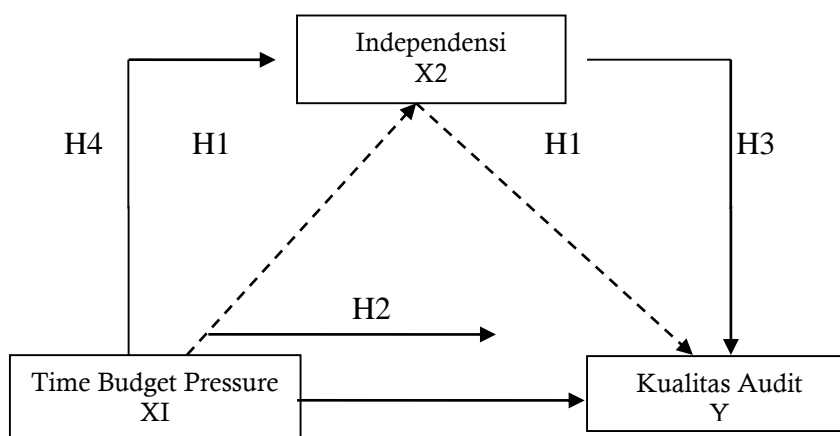 Independensi
X2
H4
H1
H1
H3
H2
Time Budget Pressure
XI
Kualitas Audit
Y